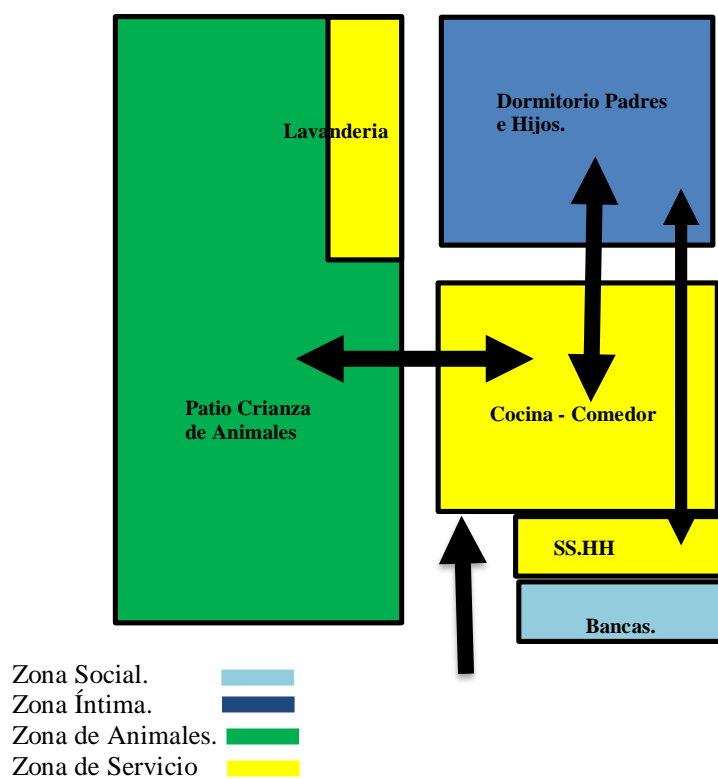 Lavanderia
Dormitorio Padres
e Hijos.
Patio Crianza
de Animales
Cocina - Comedor
SS.HH
Bancas.
Zona Social.
Zona Íntima.
Zona de Animales.
Zona de Servicio